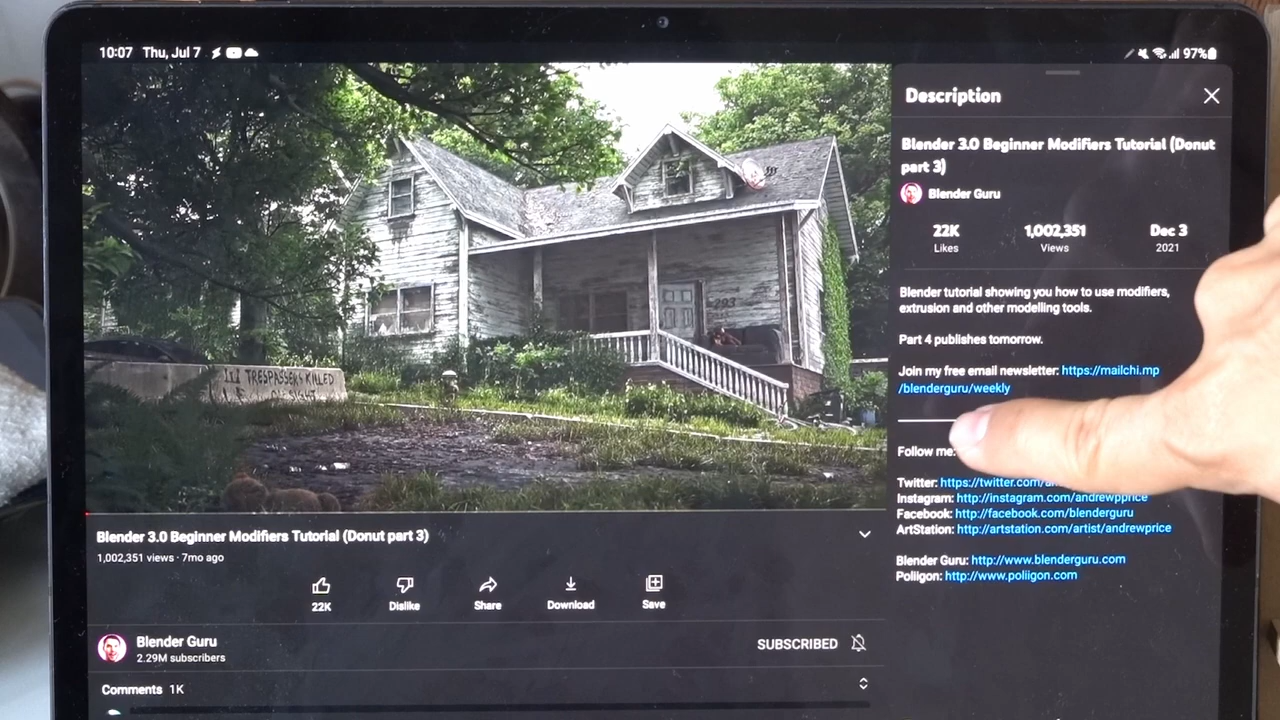 10:07 Thu, Jul 7
97%
TRESPASSERS KILLED
293
Description
Blender 3.0 Beginner Modifiers Tutorial (Donut
part 3)
Blender Guru
22K
Likes
1,002,351
Views
Dec 3
2021
Blender tutorial showing you how to use modifiers,
extrusion and other modelling tools.
Part 4 publishes tomorrow.
Join my free email newsletter: https://mailchi.mp
/blenderguru/weekly
Follow me:
Twitter: https://twitter.com/
Instagram: http://instagram.com/andrewpprice
Facebook: http://facebook.com/blenderguru
ArtStation: http://artstation.com/artist/andrewprice
Blender Guru: http://www.blenderguru.com
Poliigon: http://www.poliigon.com
Blender 3.0 Beginner Modifiers Tutorial (Donut part 3)
1,002,351 views · 7mo ago
22K
Dislike
Share
Download
Save
Blender Guru
2.29M subscribers
SUBSCRIBED
Comments 1K